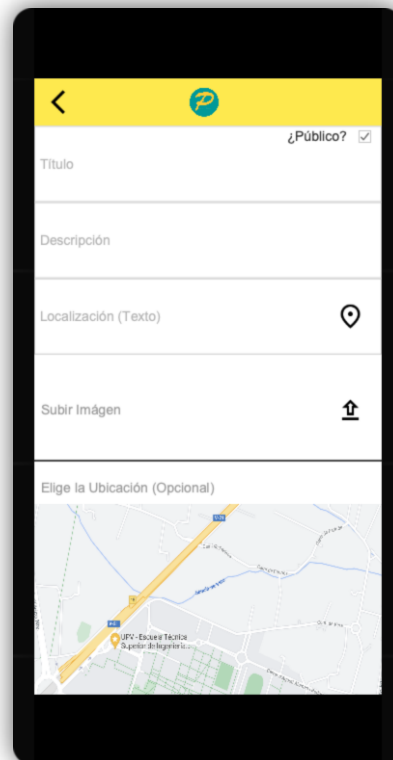 P
¿Público?
Título
Descripción
Localización (Texto)
Subir Imágen
Elige la Ubicación (Opcional)
UPV - Escuela Técnica
Superior de Ingeniería...